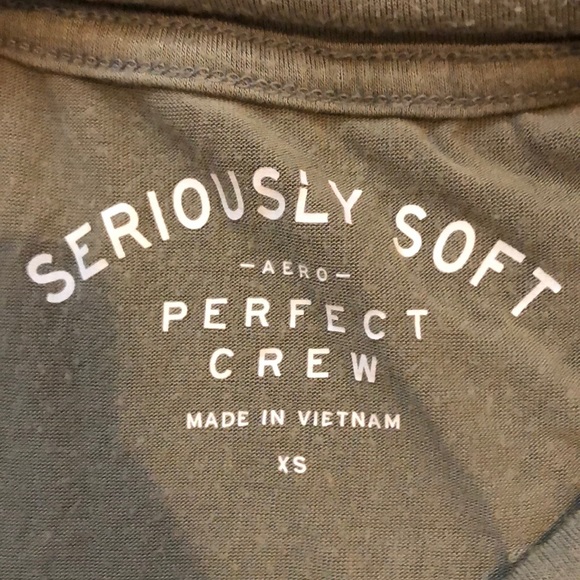 SERIOUSLY SOFT
—AERO—
PERFECT
CREW
MADE IN VIETNAM
XS